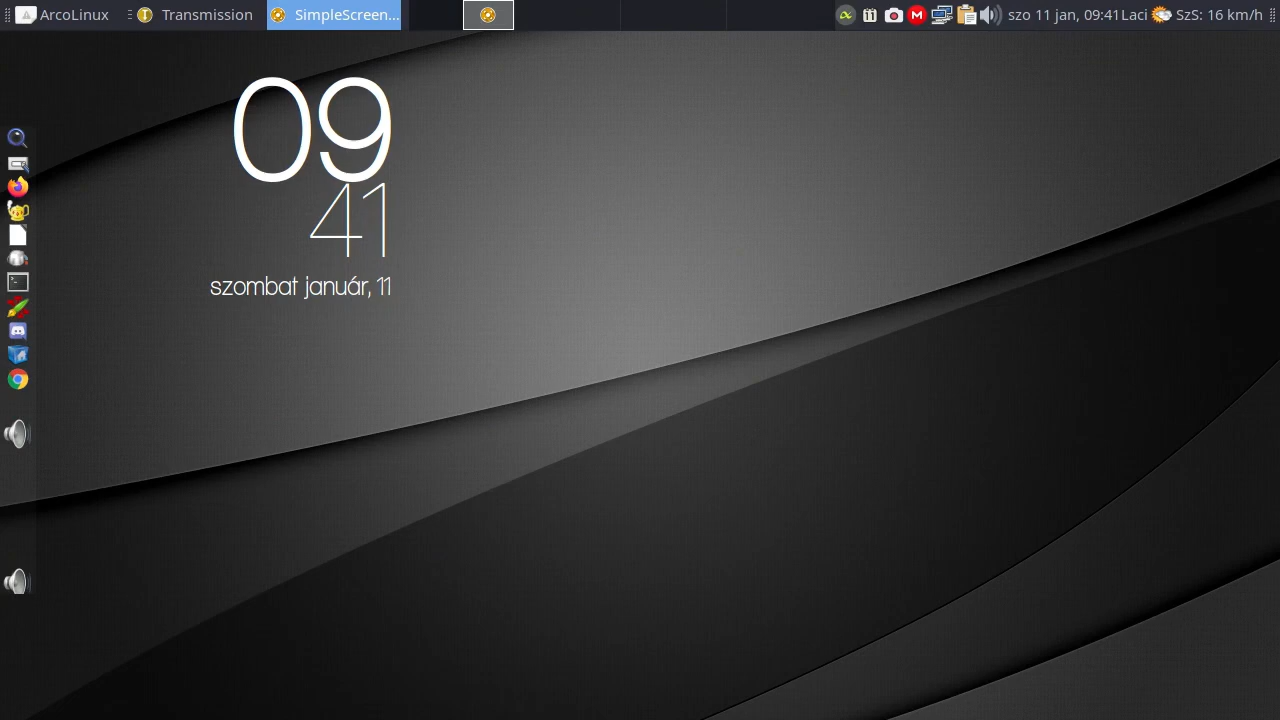 ArcoLinux
Transmission
SimpleScreen...
szo 11 jan, 09:41
Laci
SzS: 16 km/h
09
41
szombat január, 11